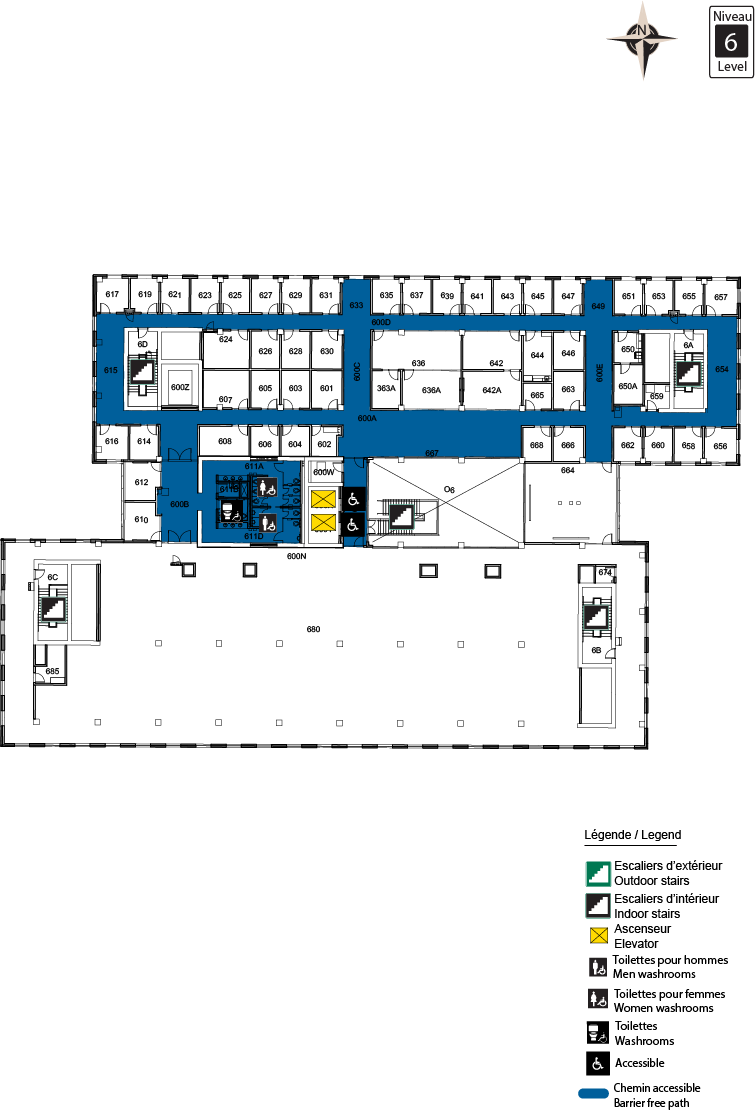 Niveau
6
Level
617 619 621 623 625 627 629 631 633 635 637 639 641 643 645 647 649 651 653 655 657
600D
6D 624 626 628 630 636 642 644 646 650 6A
615 600Z 600C 600E 654
607 605 603 601 363A 636A 642A 665 663 650A 659
600A
616 614 608 606 604 602 667 668 666 662 660 658 656
611A 600W 664
612 611B O6
610 600B 611D
600N
6C 674
680
685 6B
Légende / Legend
Escaliers d'extérieur
Outdoor stairs
Escaliers d'intérieur
Indoor stairs
Ascenseur
Elevator
Toilettes pour hommes
Men washrooms
Toilettes pour femmes
Women washrooms
Toilettes
Washrooms
Accessible
Chemin accessible
Barrier free path